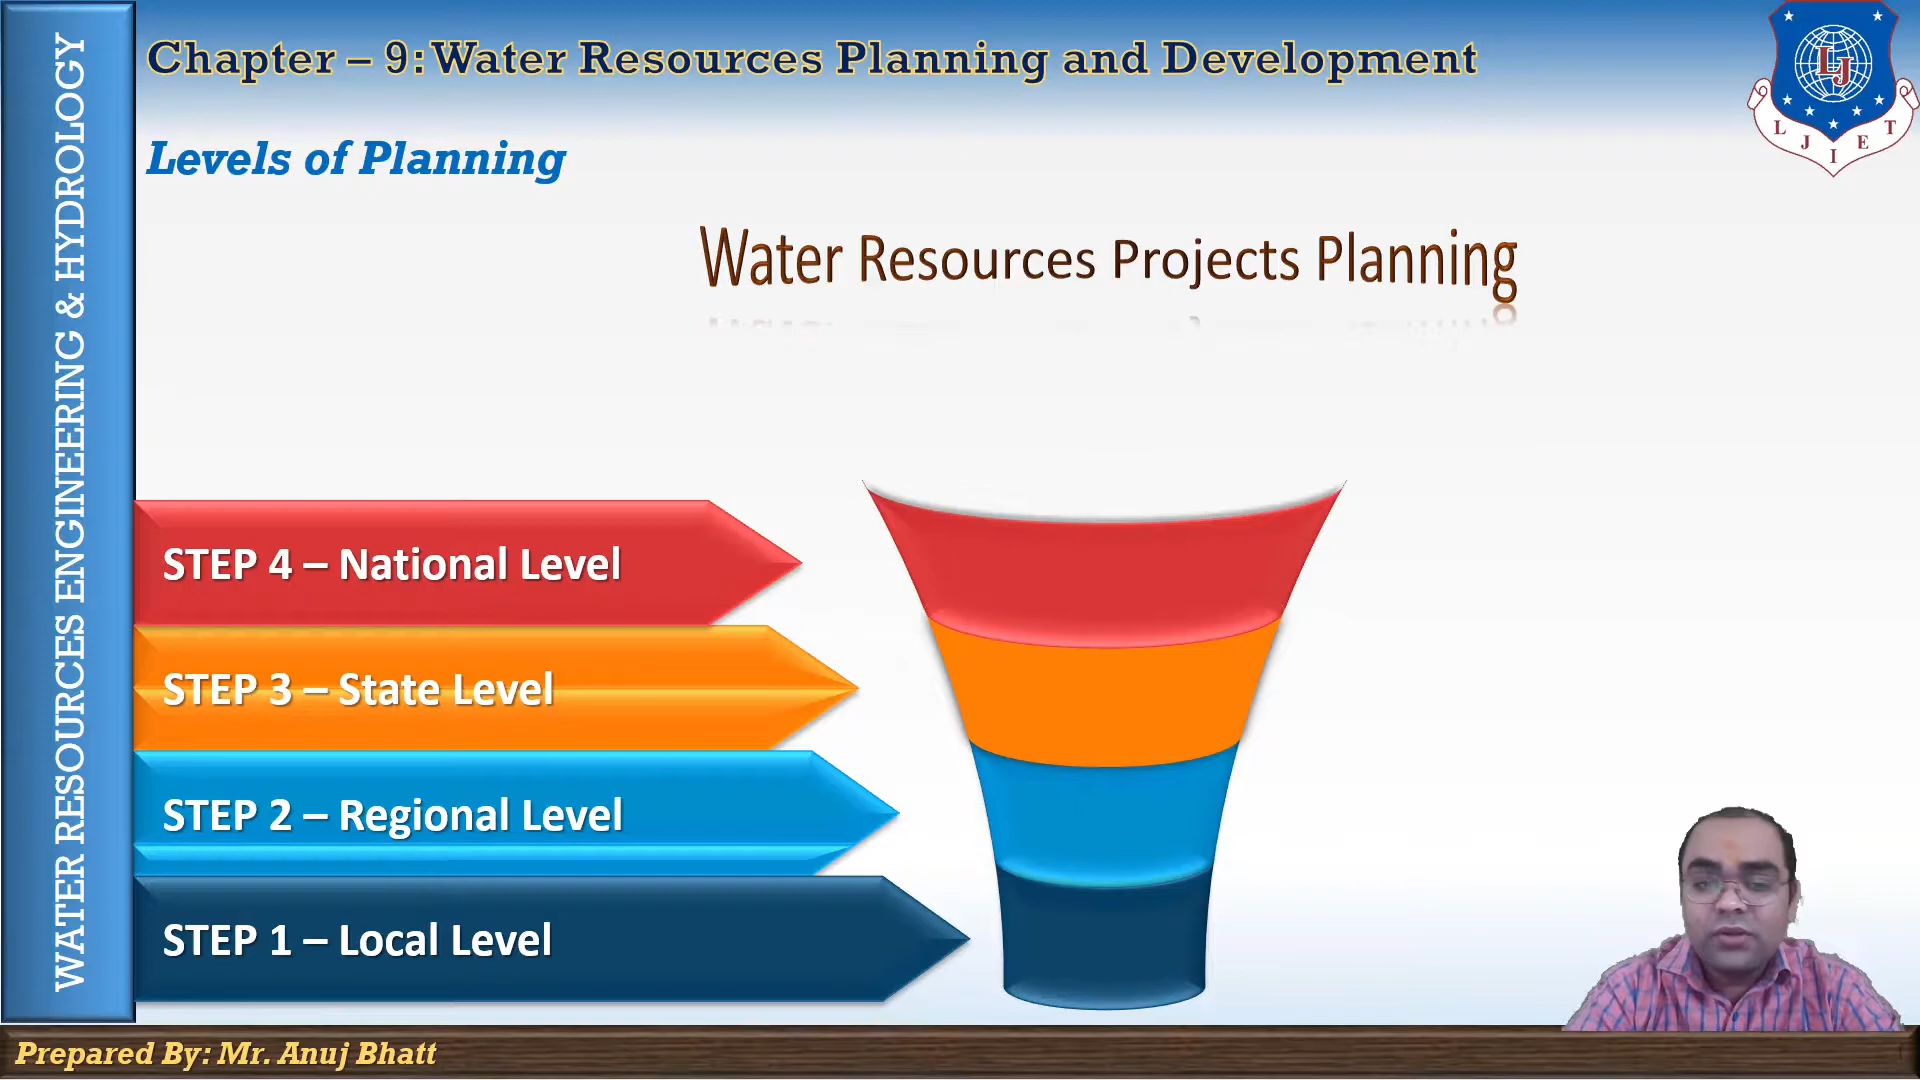 WATER RESOURCES ENGINEERING & HYDROLOGY
Chapter – 9: Water Resources Planning and Development
L J I E T
LJ
Levels of Planning
Water Resources Projects Planning
STEP 4 – National Level
STEP 3 – State Level
STEP 2 – Regional Level
STEP 1 – Local Level
Prepared By: Mr. Anuj Bhatt